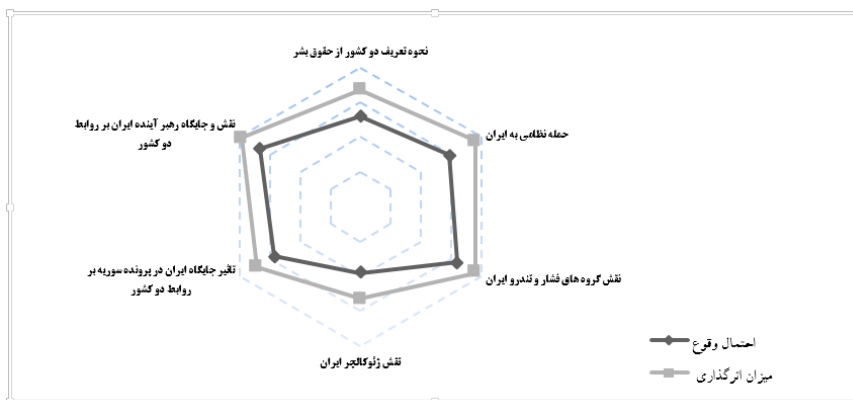 نحوه تعریف دو کشور از حقوق بشر
حمله نظامی به ایران
نقش گروه های فشار و تندرو ایران
نقش ژئوکالچر ایران
تاثیر جایگاه ایران در پرونده سوریه بر
روابط دو کشور
نقش و جایگاه رهبر آینده ایران بر روابط
دو کشور
احتمال وقوع
میزان اثرگذاری